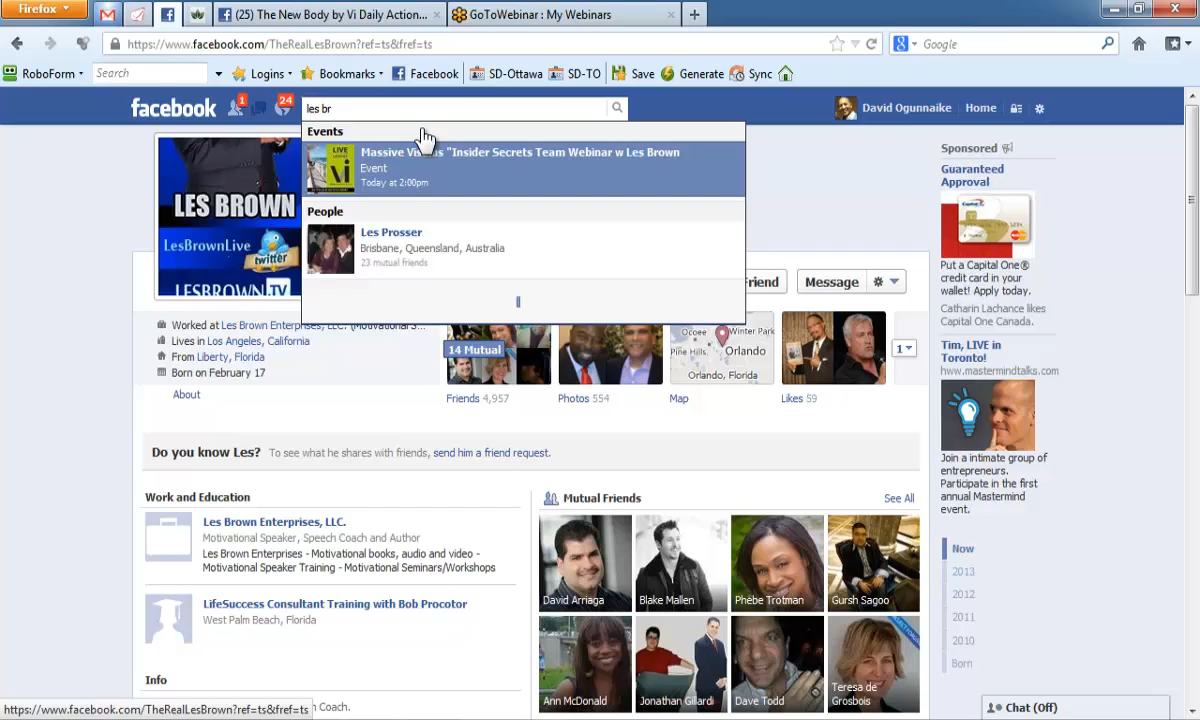 Firefox
(25) The New Body by Vi Daily Action...
GoToWebinar : My Webinars
https://www.facebook.com/TheRealLesBrown?ref=ts&fref=ts
Google
RoboForm
Search
Logins
Bookmarks
Facebook
SD-Ottawa
SD-TO
Save
Generate
Sync
facebook
1
24
les br
David Ogunnaike
Home
Events
"Insider Secrets Team Webinar w Les Brown
Event
Today at 2:00pm
People
Les Prosser
Brisbane, Queensland, Australia
23 mutual friends
LIVE
vi
LES BROWN
LesBrownLive
twitter
LESBROWN.TV
Friend
Message
Worked at Les Brown Enterprises, LLC. (Motivational S...
Lives in Los Angeles, California
From Liberty, Florida
Born on February 17
About
14 Mutual
Friends 4,957
Photos 554
Ocoee
Winter Park
Pine Hills
Orlando
Orlando, Florida
Map
Likes 59
1
Do you know Les? To see what he shares with friends, send him a friend request.
Work and Education
Les Brown Enterprises, LLC.
Motivational Speaker, Speech Coach and Author
Les Brown Enterprises - Motivational books, audio and video -
Motivational Speaker Training - Motivational Seminars/Workshops
LifeSuccess Consultant Training with Bob Procotor
West Palm Beach, Florida
Info
Coach.
Mutual Friends
See All
David Arriaga
Blake Mallen
Phebe Trotman
Gursh Sagoo
Ann McDonald
Jonathan Gilardi
Dave Todd
Teresa de
Grosbois
Sponsored
Guaranteed
Approval
Put a Capital One®
credit card in your
wallet! Apply today.
Catharin Lachance likes
Capital One Canada.
Tim, LIVE in
Toronto!
hww.mastermindtalks.com
Join a intimate group of
entrepreneurs.
Participate in the first
annual Mastermind
event.
Now
2013
2012
2011
2010
Born
Chat (Off)
https://www.facebook.com/TheRealLesBrown?ref=ts&fref=ts